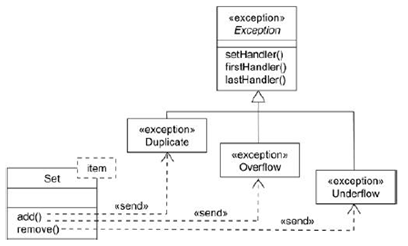 «exception»
Exception
setHandler()
firstHandler()
lastHandler()
«exception»
Duplicate
«exception»
Overflow
«exception»
Underflow
item
Set
add()
remove()
«send»
«send»
«send»